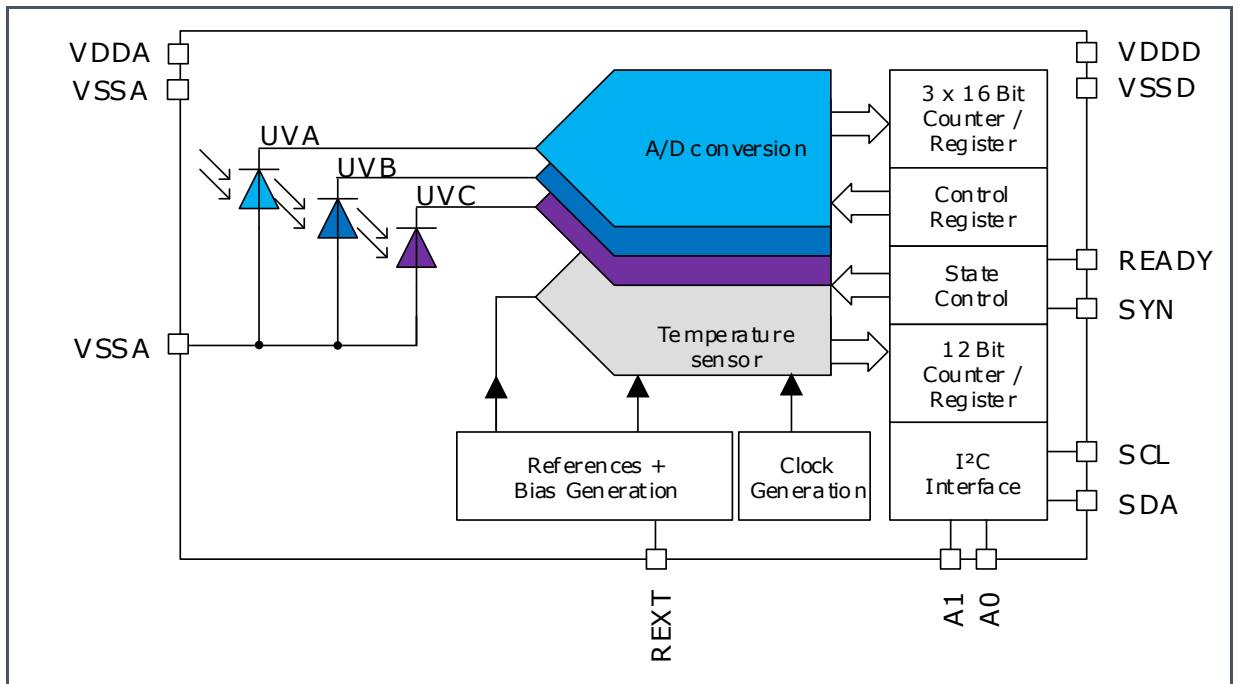 VDDA
VSSA
VDDD
VSSD
UVA
UVB
UVC
A/D conversion
3 x 16 Bit
Counter /
Register
Control
Register
State
Control
READY
SYN
VSSA
Temperature
sensor
12 Bit
Counter /
Register
References +
Bias Generation
Clock
Generation
I²C
Interface
SCL
SDA
REXT
A1
A0